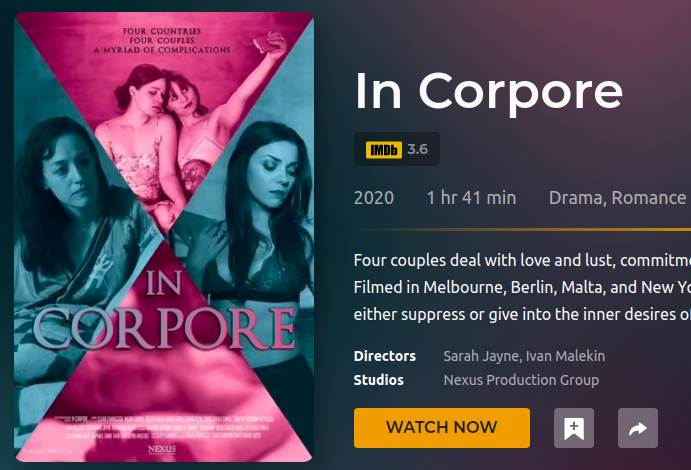 FOUR COUNTRIES
FOUR COUPLES
A MYRIAD OF COMPLICATIONS
IN
CORPORE
NEXUS
In Corpore
IMDb 3.6
2020 1 hr 41 min Drama, Romance
Four couples deal with love and lust, commitme
Filmed in Melbourne, Berlin, Malta, and New Yo
either suppress or give into the inner desires o
Directors Sarah Jayne, Ivan Malekin
Studios Nexus Production Group
WATCH NOW